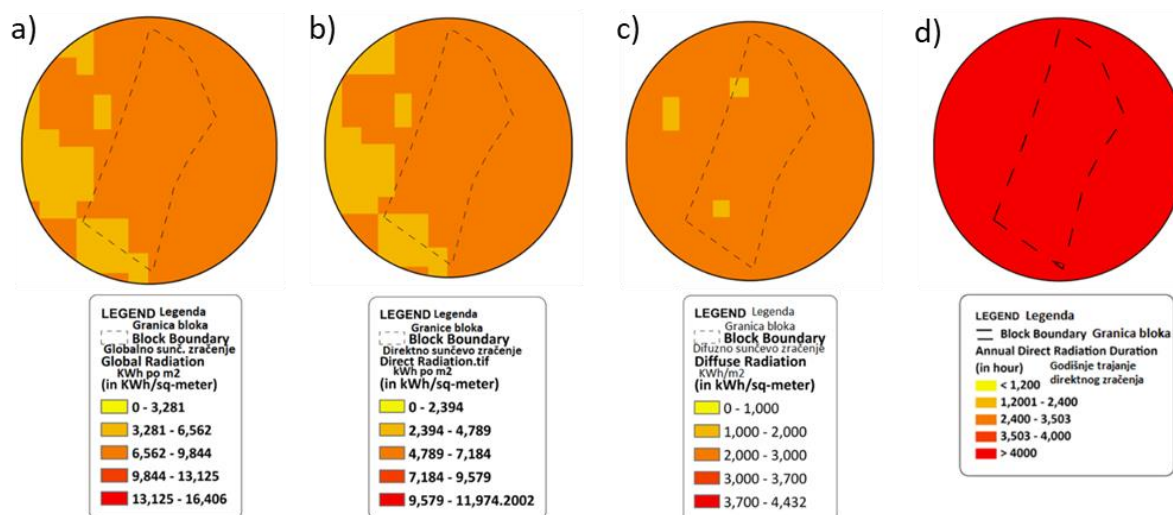 a)
b)
c)
d)
LEGEND Legenda
Granica bloka
Block Boundary
Globalno sunč. zračenje
Global Radiation
KWh po m2
(in KWh/sq-meter)
0 - 3,281
3,281 - 6,562
6,562 - 9,844
9,844 - 13,125
13,125 - 16,406
LEGEND Legenda
Granice bloka
Block Boundary
Direktno sunčevo zračenje
Direct Radiation.tif
kWh po m2
(in kWh/sq-meter)
0 - 2,394
2,394 - 4,789
4,789 - 7,184
7,184 - 9,579
9,579 - 11,974.2002
LEGEND Legenda
Granica bloka
Block Boundary
Difuzno sunčevo zračenje
Diffuse Radiation
KWh/m2
(in kWh/sq-meter)
0 - 1,000
1,000 - 2,000
2,000 - 3,000
3,000 - 3,700
3,700 - 4,432
LEGEND Legenda
Block Boundary Granica bloka
Annual Direct Radiation Duration
(in hour) Godišnje trajanje
direktnog zračenja
< 1,200
1,2001 - 2,400
2,400 - 3,503
3,503 - 4,000
> 4000